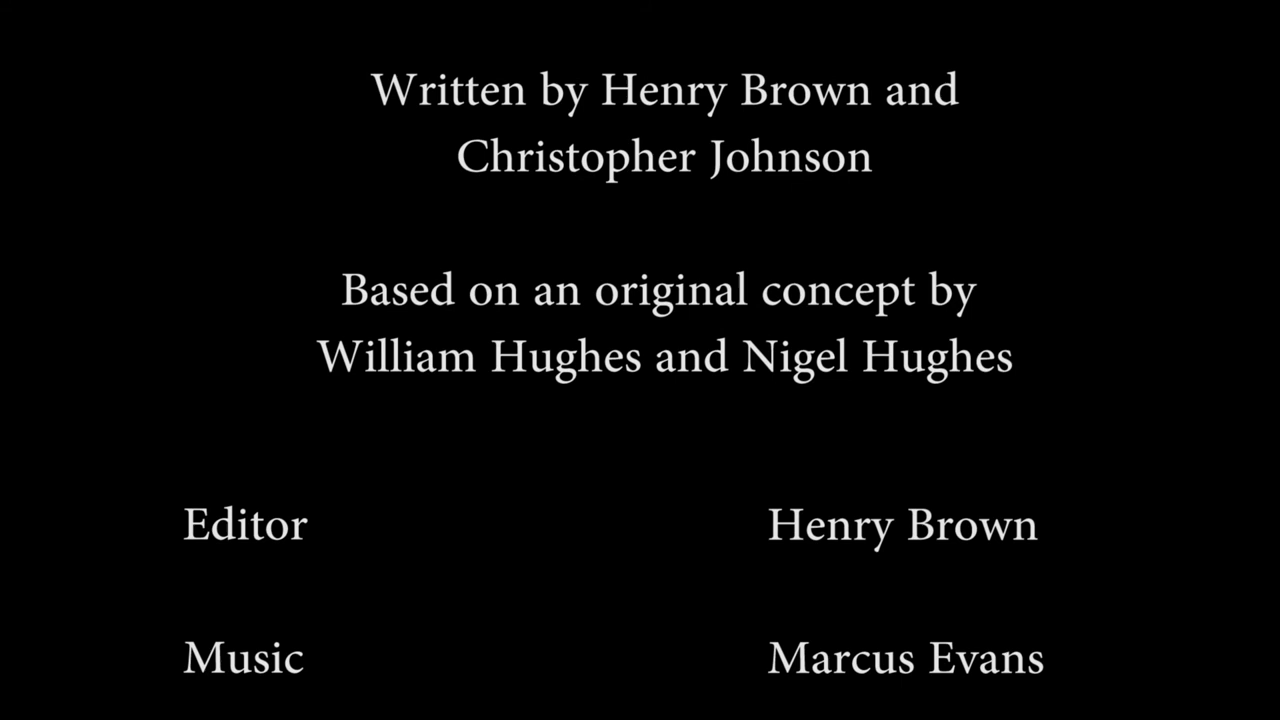 Written by Henry Brown and
Christopher Johnson
Based on an original concept by
William Hughes and Nigel Hughes
Editor Henry Brown
Music Marcus Evans